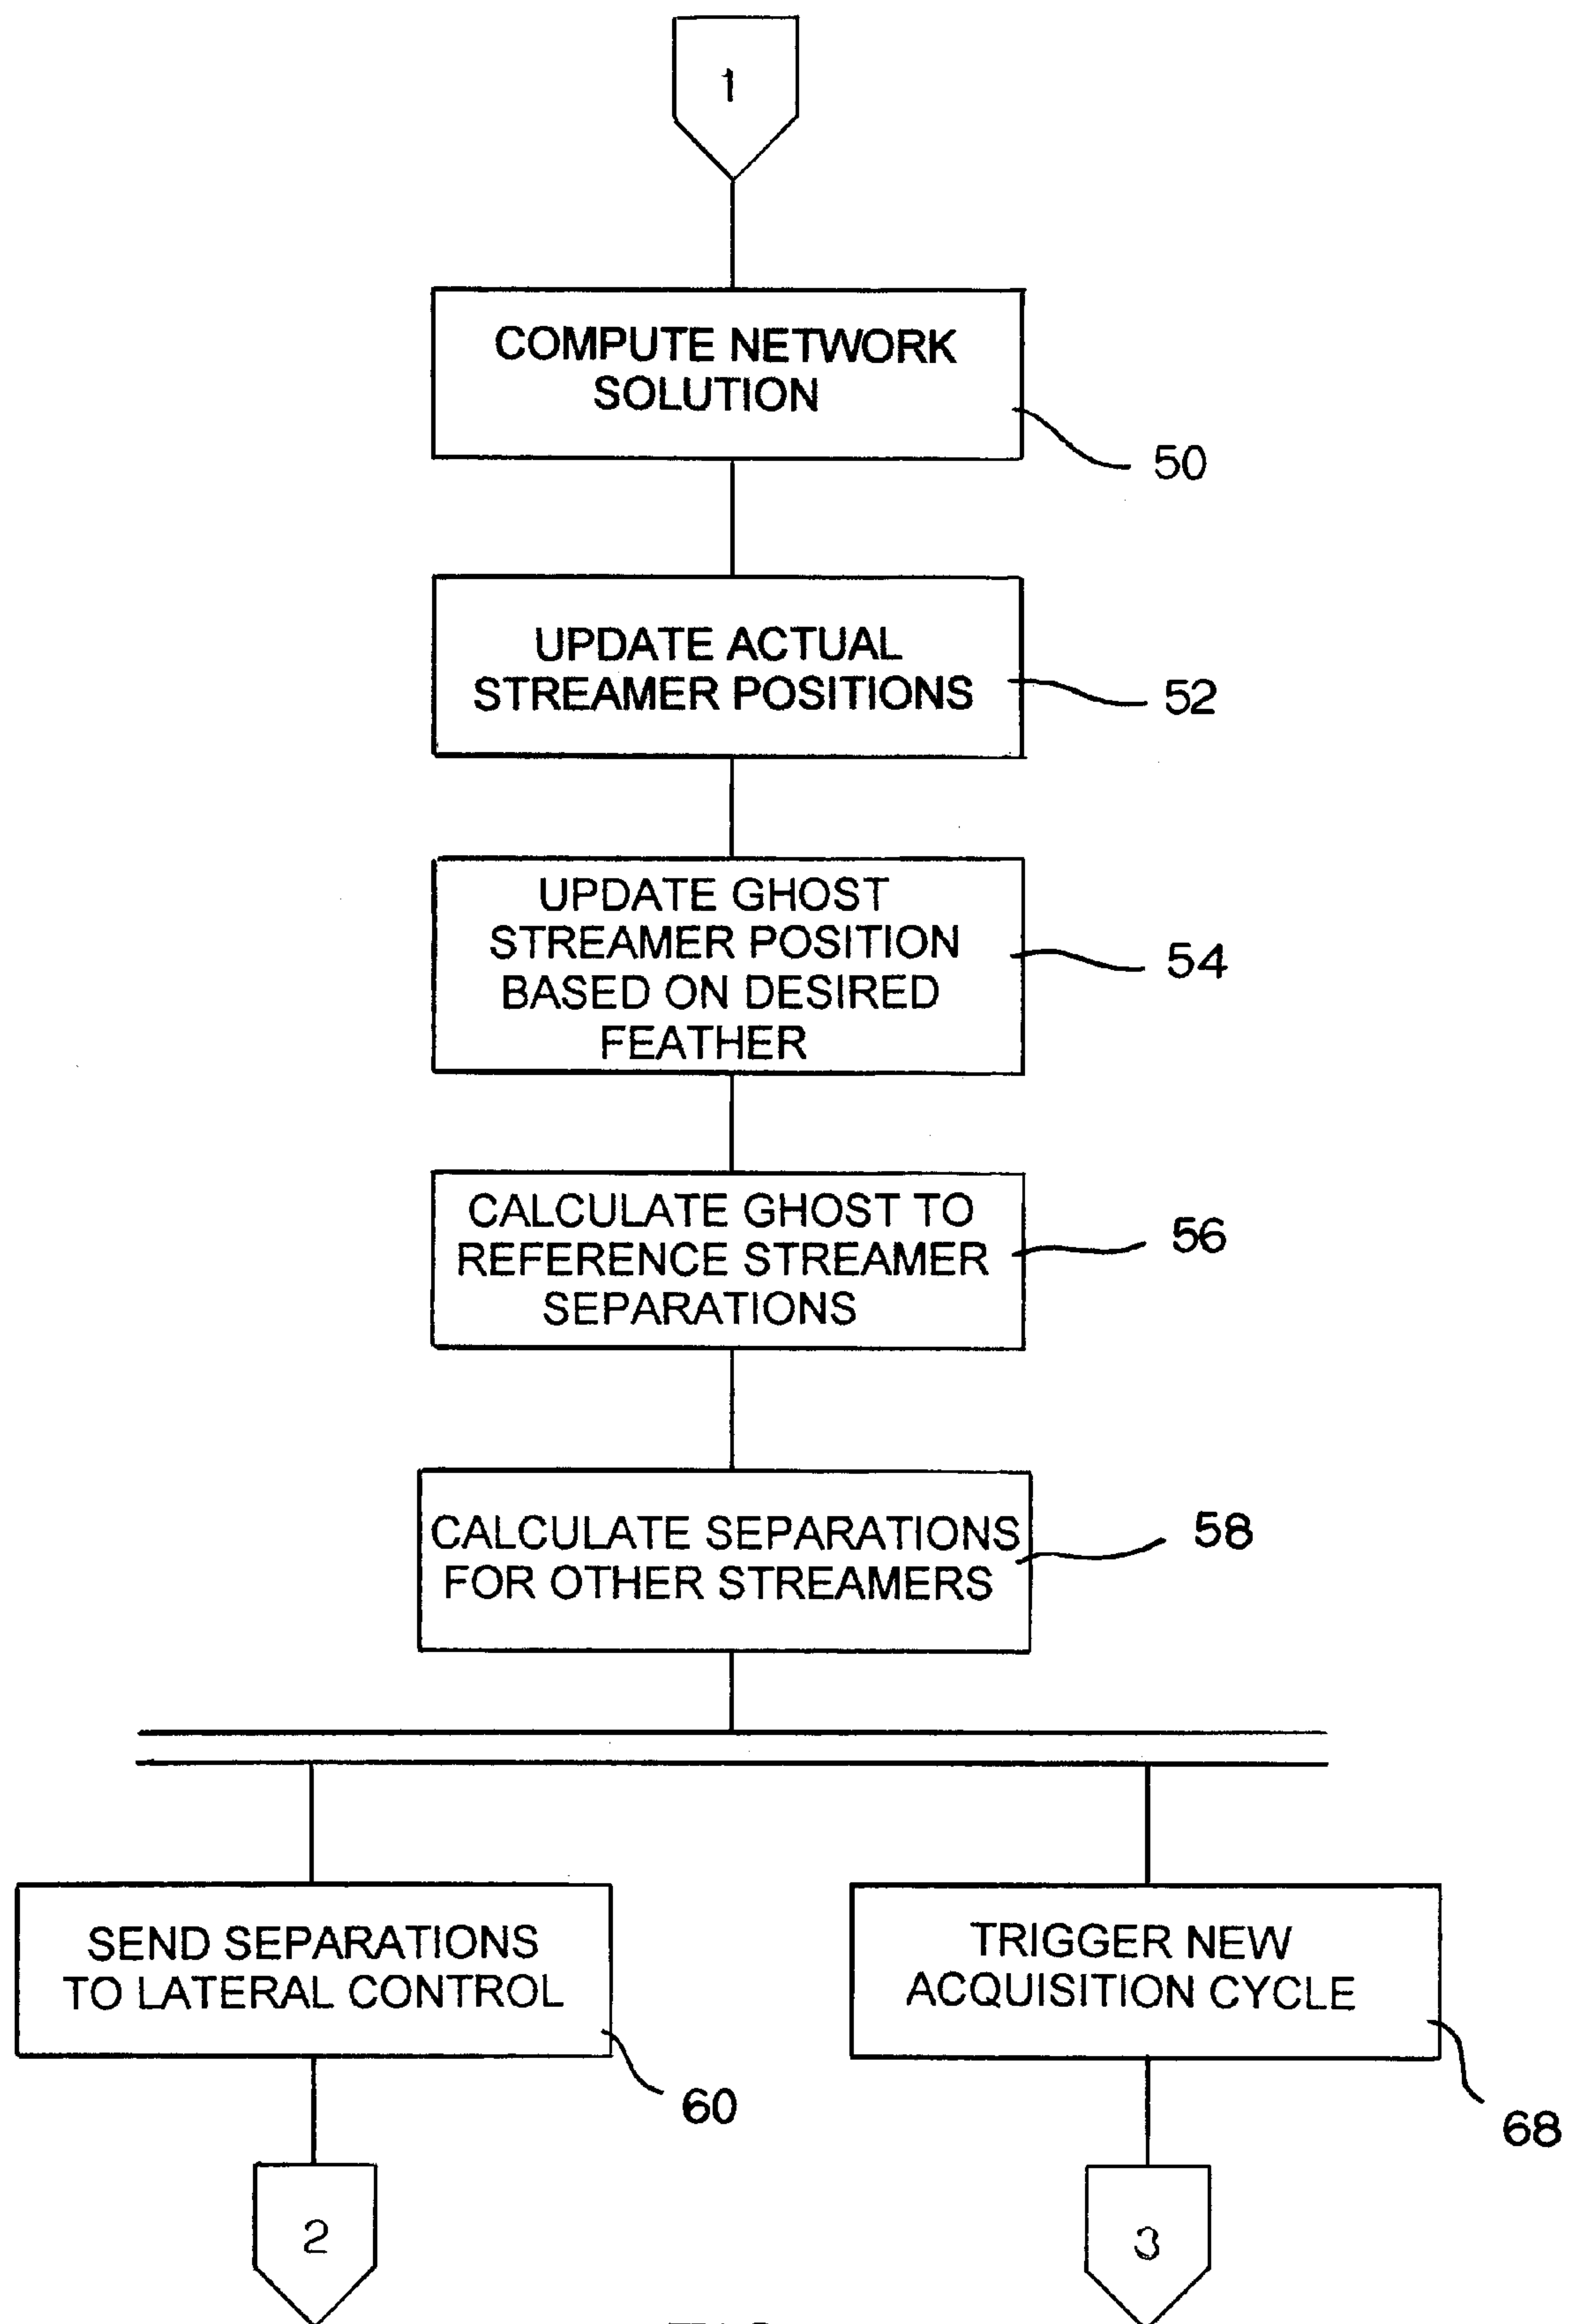 1
COMPUTE NETWORK
SOLUTION
50
UPDATE ACTUAL
STREAMER POSITIONS
52
UPDATE GHOST
STREAMER POSITION
BASED ON DESIRED
FEATHER
54
CALCULATE GHOST TO
REFERENCE STREAMER
SEPARATIONS
56
CALCULATE SEPARATIONS
FOR OTHER STREAMERS
58
SEND SEPARATIONS
TO LATERAL CONTROL
60
TRIGGER NEW
ACQUISITION CYCLE
68
2
3